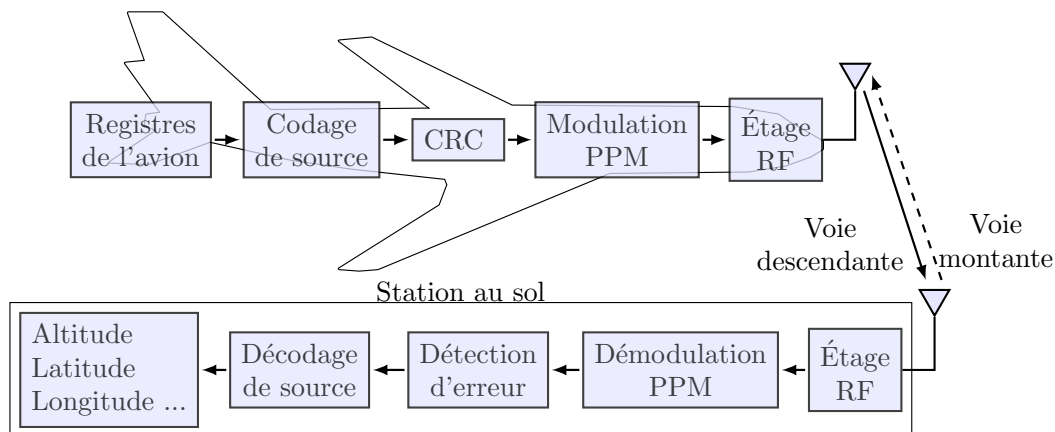 Registres
de l'avion
Codage
de source
CRC
Modulation
PPM
Étage
RF
Voie
descendante
Voie
montante
Station au sol
Altitude
Latitude
Longitude ...
Décodage
de source
Détection
d'erreur
Démodulation
PPM
Étage
RF